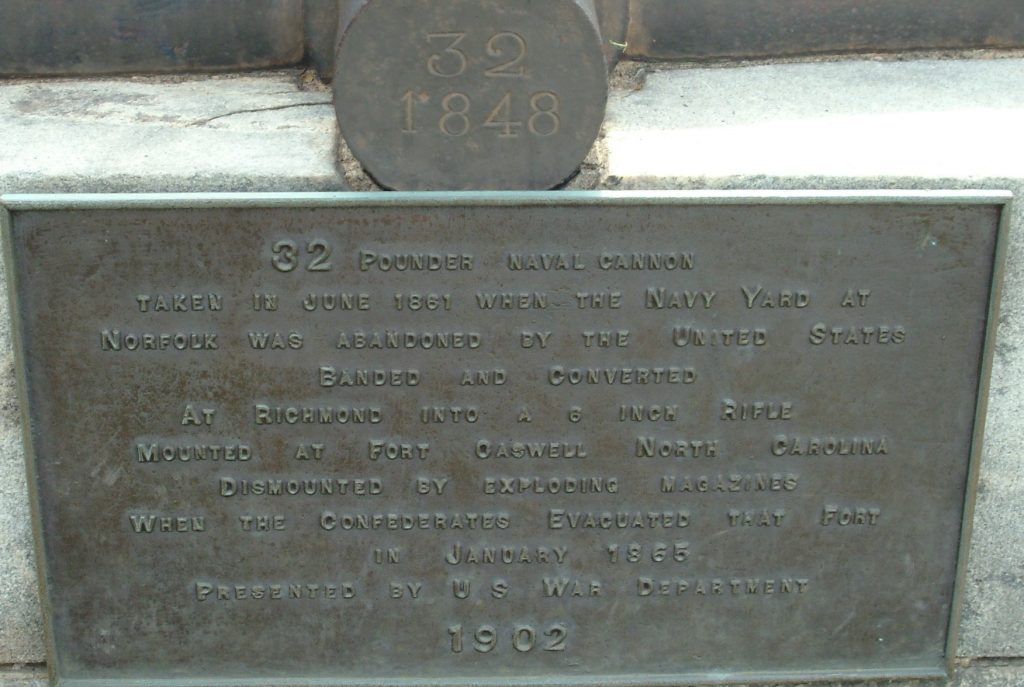 32
1848
32 POUNDER NAVAL CANNON
TAKEN IN JUNE 1861 WHEN THE NAVY YARD AT
NORFOLK WAS ABANDONED BY THE UNITED STATES
BANDED AND CONVERTED
AT RICHMOND INTO A 6 INCH RIFLE
MOUNTED AT FORT CASWELL NORTH CAROLINA
DISMOUNTED BY EXPLODING MAGAZINES
WHEN THE CONFEDERATES EVACUATED THAT FORT
IN JANUARY 1865
PRESENTED BY U S WAR DEPARTMENT
1902